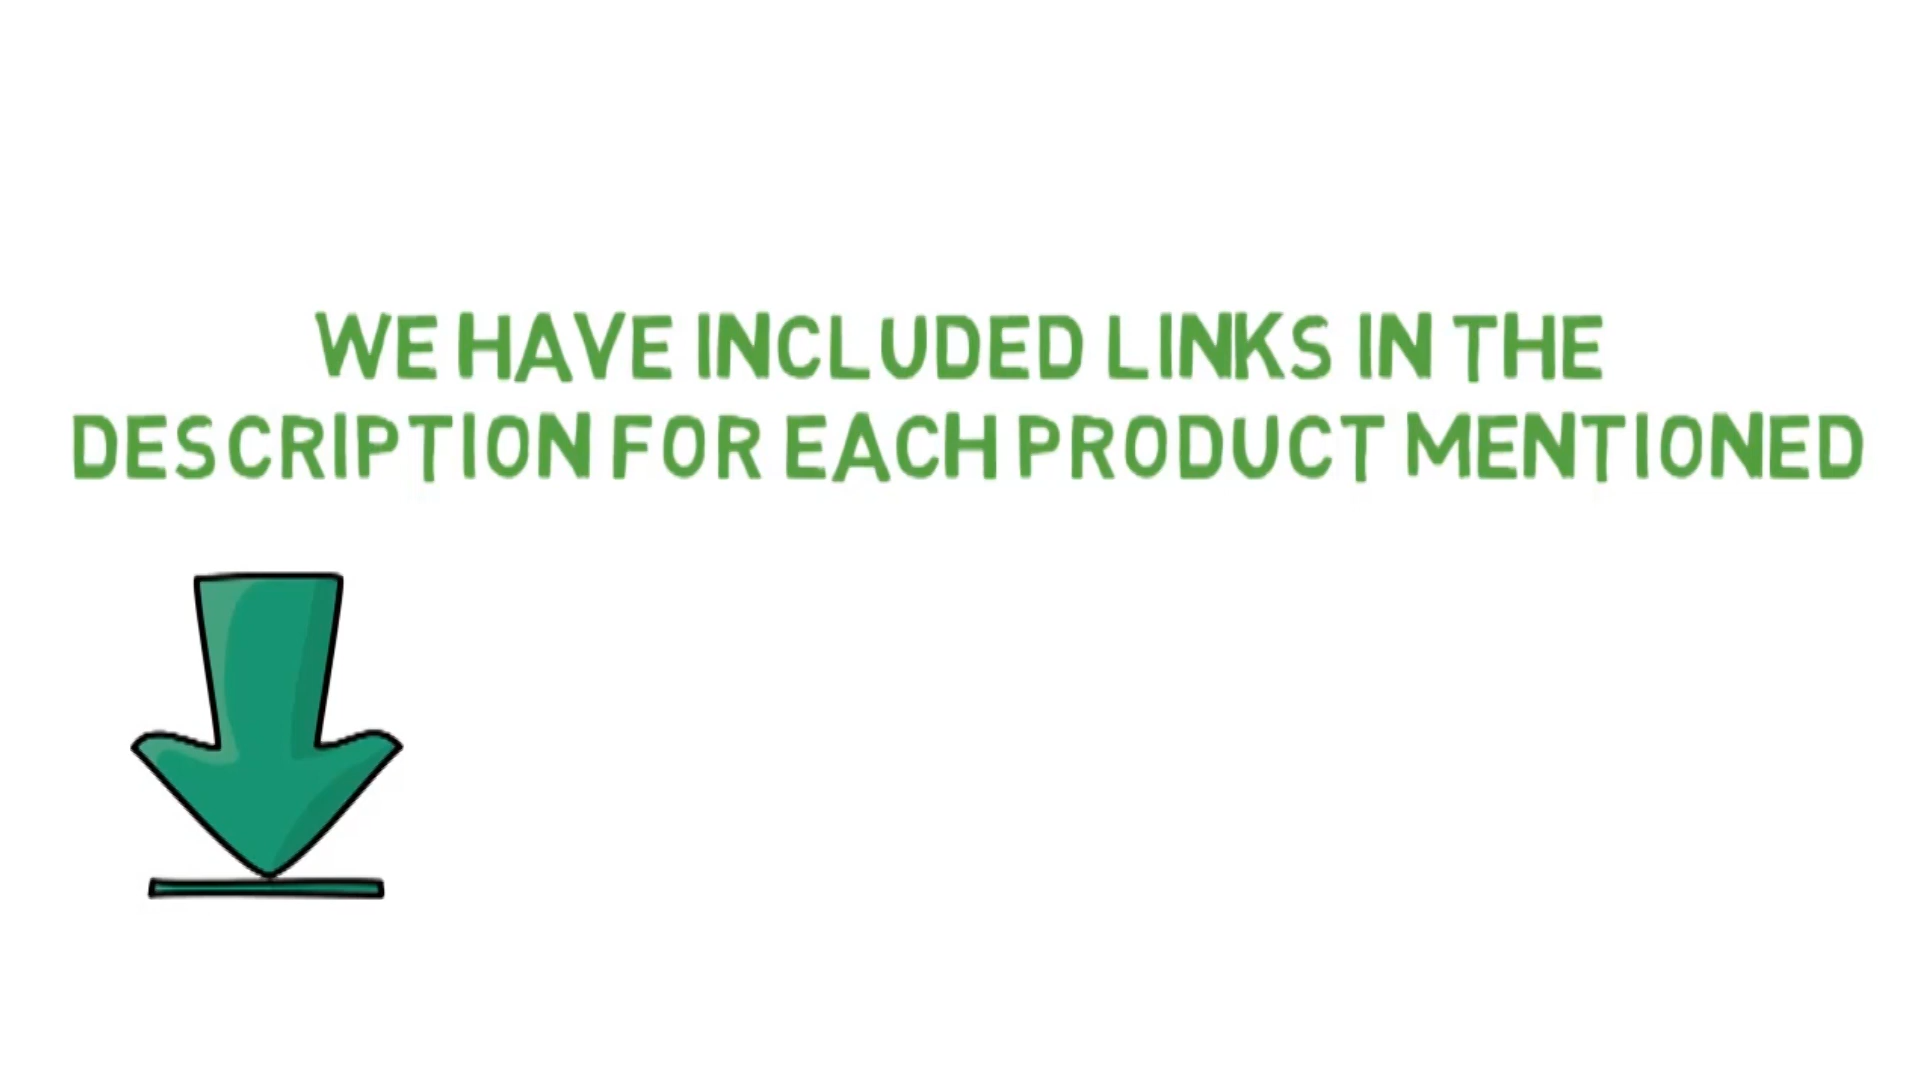 WE HAVE INCLUDED LINKS IN THE
DESCRIPTION FOR EACH PRODUCT MENTIONED